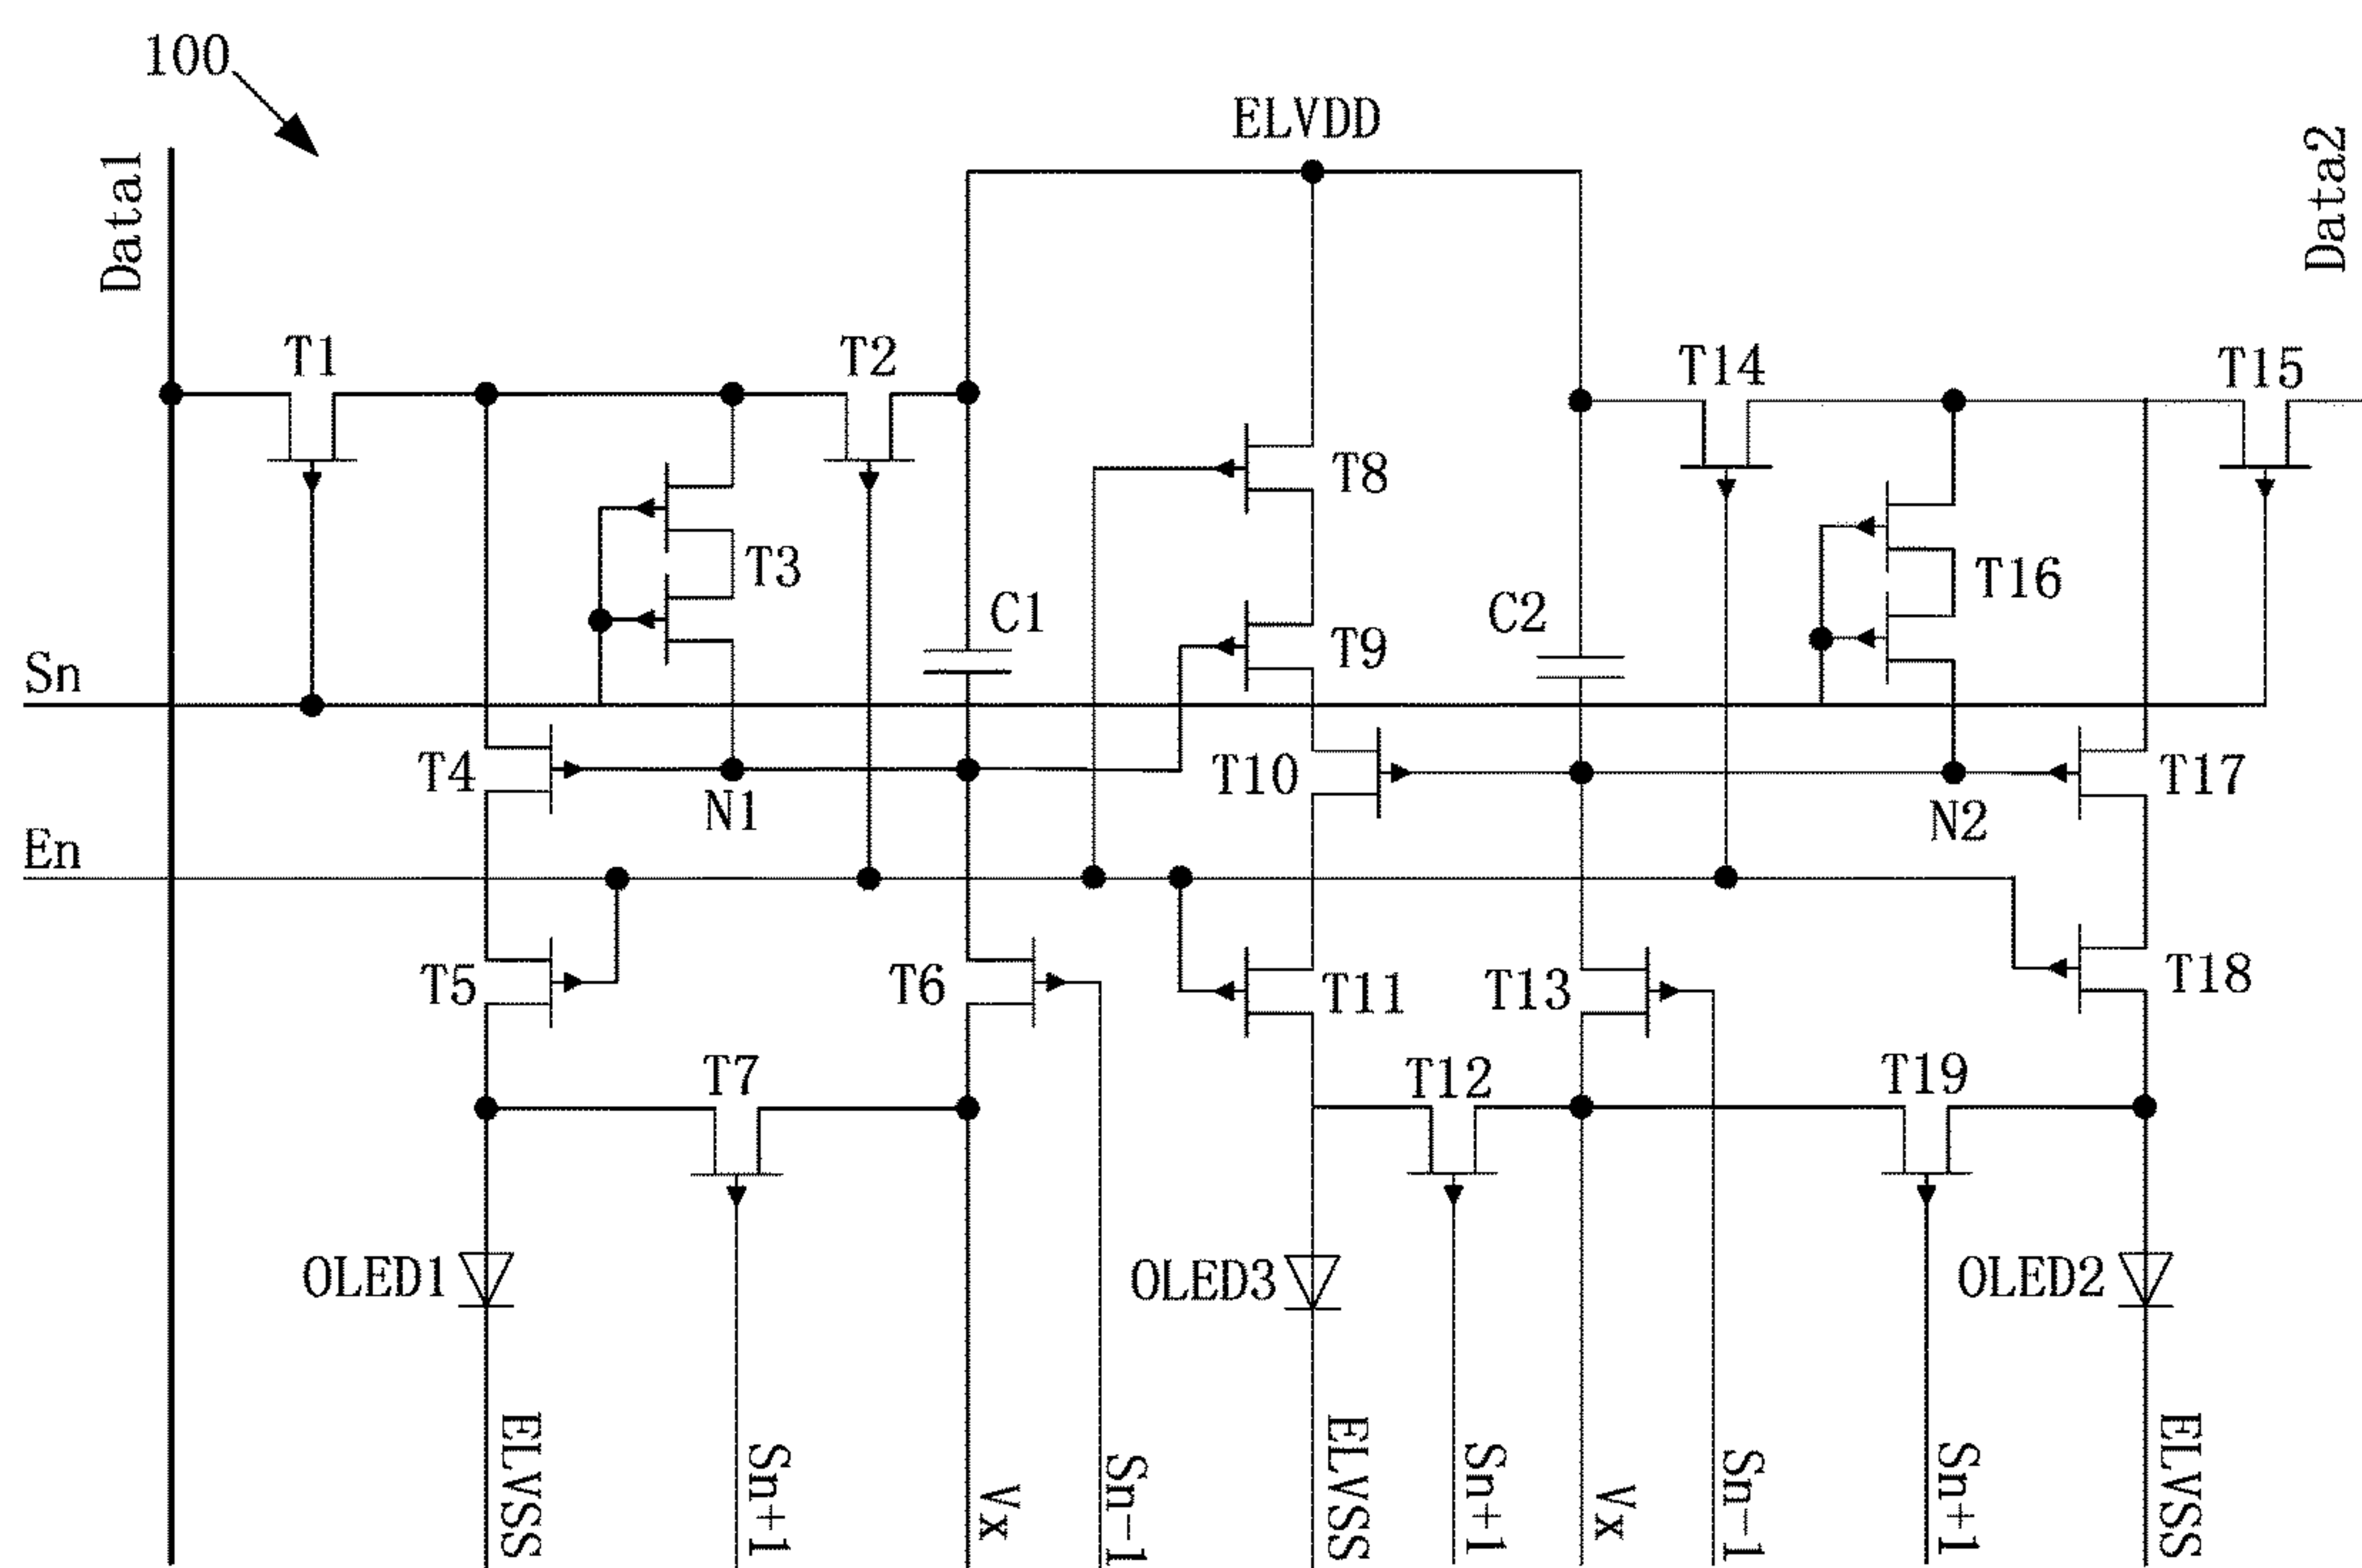 100
ELVDD
Data1
Data2
T1
T2
T14
T15
T8
T3
T16
C1
C2
T9
Sn
T4
N1
T10
N2
T17
En
T5
T6
T11
T13
T18
T7
T12
T19
OLED1
OLED3
OLED2
ELVSS
Sn+1
Vx
Sn-1
ELVSS
Sn+1
Vx
Sn-1
Sn+1
ELVSS